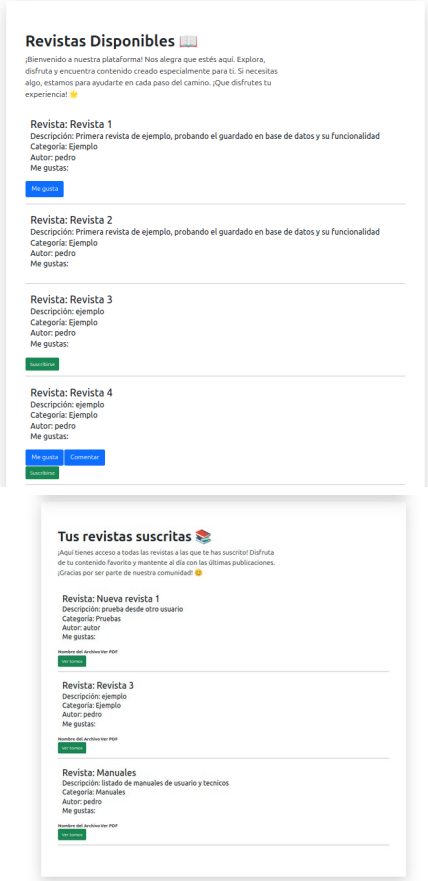 Revistas Disponibles 📖
¡Bienvenido a nuestra plataforma! Nos alegra que estés aquí. Explora,
disfruta y encuentra contenido creado especialmente para ti. Si necesitas
algo, estamos para ayudarte en cada paso del camino. ¡Que disfrutes tu
experiencia! 🌟
Revista: Revista 1
Descripción: Primera revista de ejemplo, probando el guardado en base de datos y su funcionalidad
Categoría: Ejemplo
Autor: pedro
Me gustas:
Me gusta
Revista: Revista 2
Descripción: Primera revista de ejemplo, probando el guardado en base de datos y su funcionalidad
Categoría: Ejemplo
Autor: pedro
Me gustas:
Revista: Revista 3
Descripción: ejemplo
Categoría: Ejemplo
Autor: pedro
Me gustas:
Suscribirse
Revista: Revista 4
Descripción: ejemplo
Categoría: Ejemplo
Autor: pedro
Me gustas:
Me gusta Comentar
Suscribirse
Tus revistas suscritas 📚
¡Aquí tienes acceso a todas las revistas a las que te has suscrito! Disfruta
de tu contenido favorito y mantente al día con las últimas publicaciones.
¡Gracias por ser parte de nuestra comunidad! 😊
Revista: Nueva revista 1
Descripción: prueba desde otro usuario
Categoría: Pruebas
Autor: autor
Me gustas:
Nombre del Archivo Ver PDF
Ver tomos
Revista: Revista 3
Descripción: ejemplo
Categoría: Ejemplo
Autor: pedro
Me gustas:
Nombre del Archivo Ver PDF
Ver tomos
Revista: Manuales
Descripción: listado de manuales de usuario y tecnicos
Categoría: Manuales
Autor: pedro
Me gustas:
Nombre del Archivo Ver PDF
Ver tomos